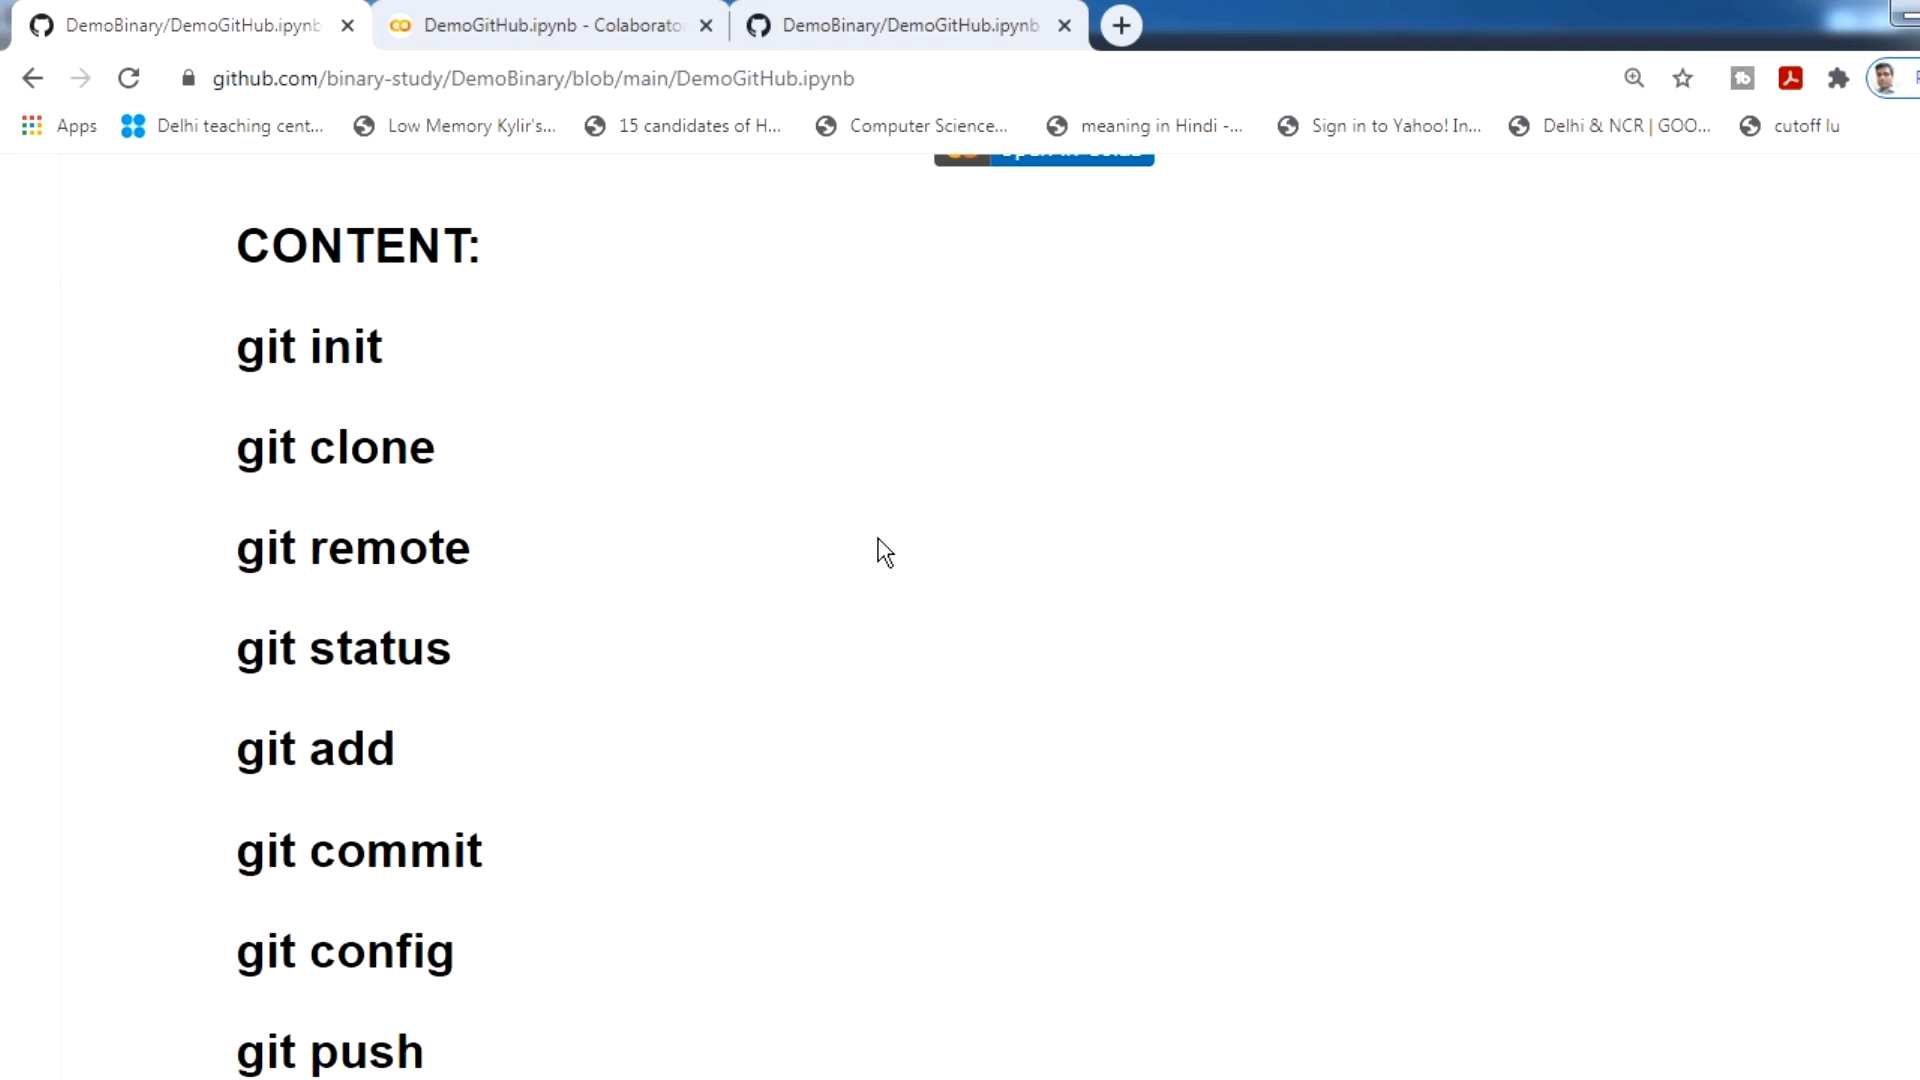 DemoBinary/DemoGitHub.ipynb
DemoGitHub.ipynb - Colaborato
DemoBinary/DemoGitHub.ipynb
github.com/binary-study/DemoBinary/blob/main/DemoGitHub.ipynb
Apps
Delhi teaching cent...
Low Memory Kylir's...
15 candidates of H...
Computer Science...
meaning in Hindi -...
Sign in to Yahoo! In...
Delhi & NCR | GOO...
cutoff lu
CONTENT:
git init
git clone
git remote
git status
git add
git commit
git config
git push